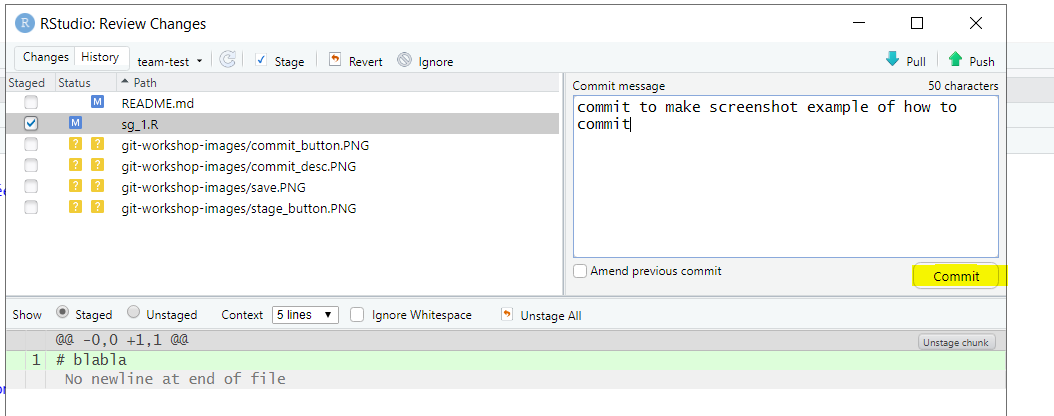 R RStudio: Review Changes
Changes History team-test Stage Revert Ignore Pull Push
Staged Status Path
M README.md
M sg_1.R
? ? git-workshop-images/commit_button.PNG
? ? git-workshop-images/commit_desc.PNG
? ? git-workshop-images/save.PNG
? ? git-workshop-images/stage_button.PNG
Commit message 50 characters
commit to make screenshot example of how to
commit
Amend previous commit Commit
Show Staged Unstaged Context 5 lines Ignore Whitespace Unstage All
@@ -0,0 +1,1 @@ Unstage chunk
1 # blabla
No newline at end of file